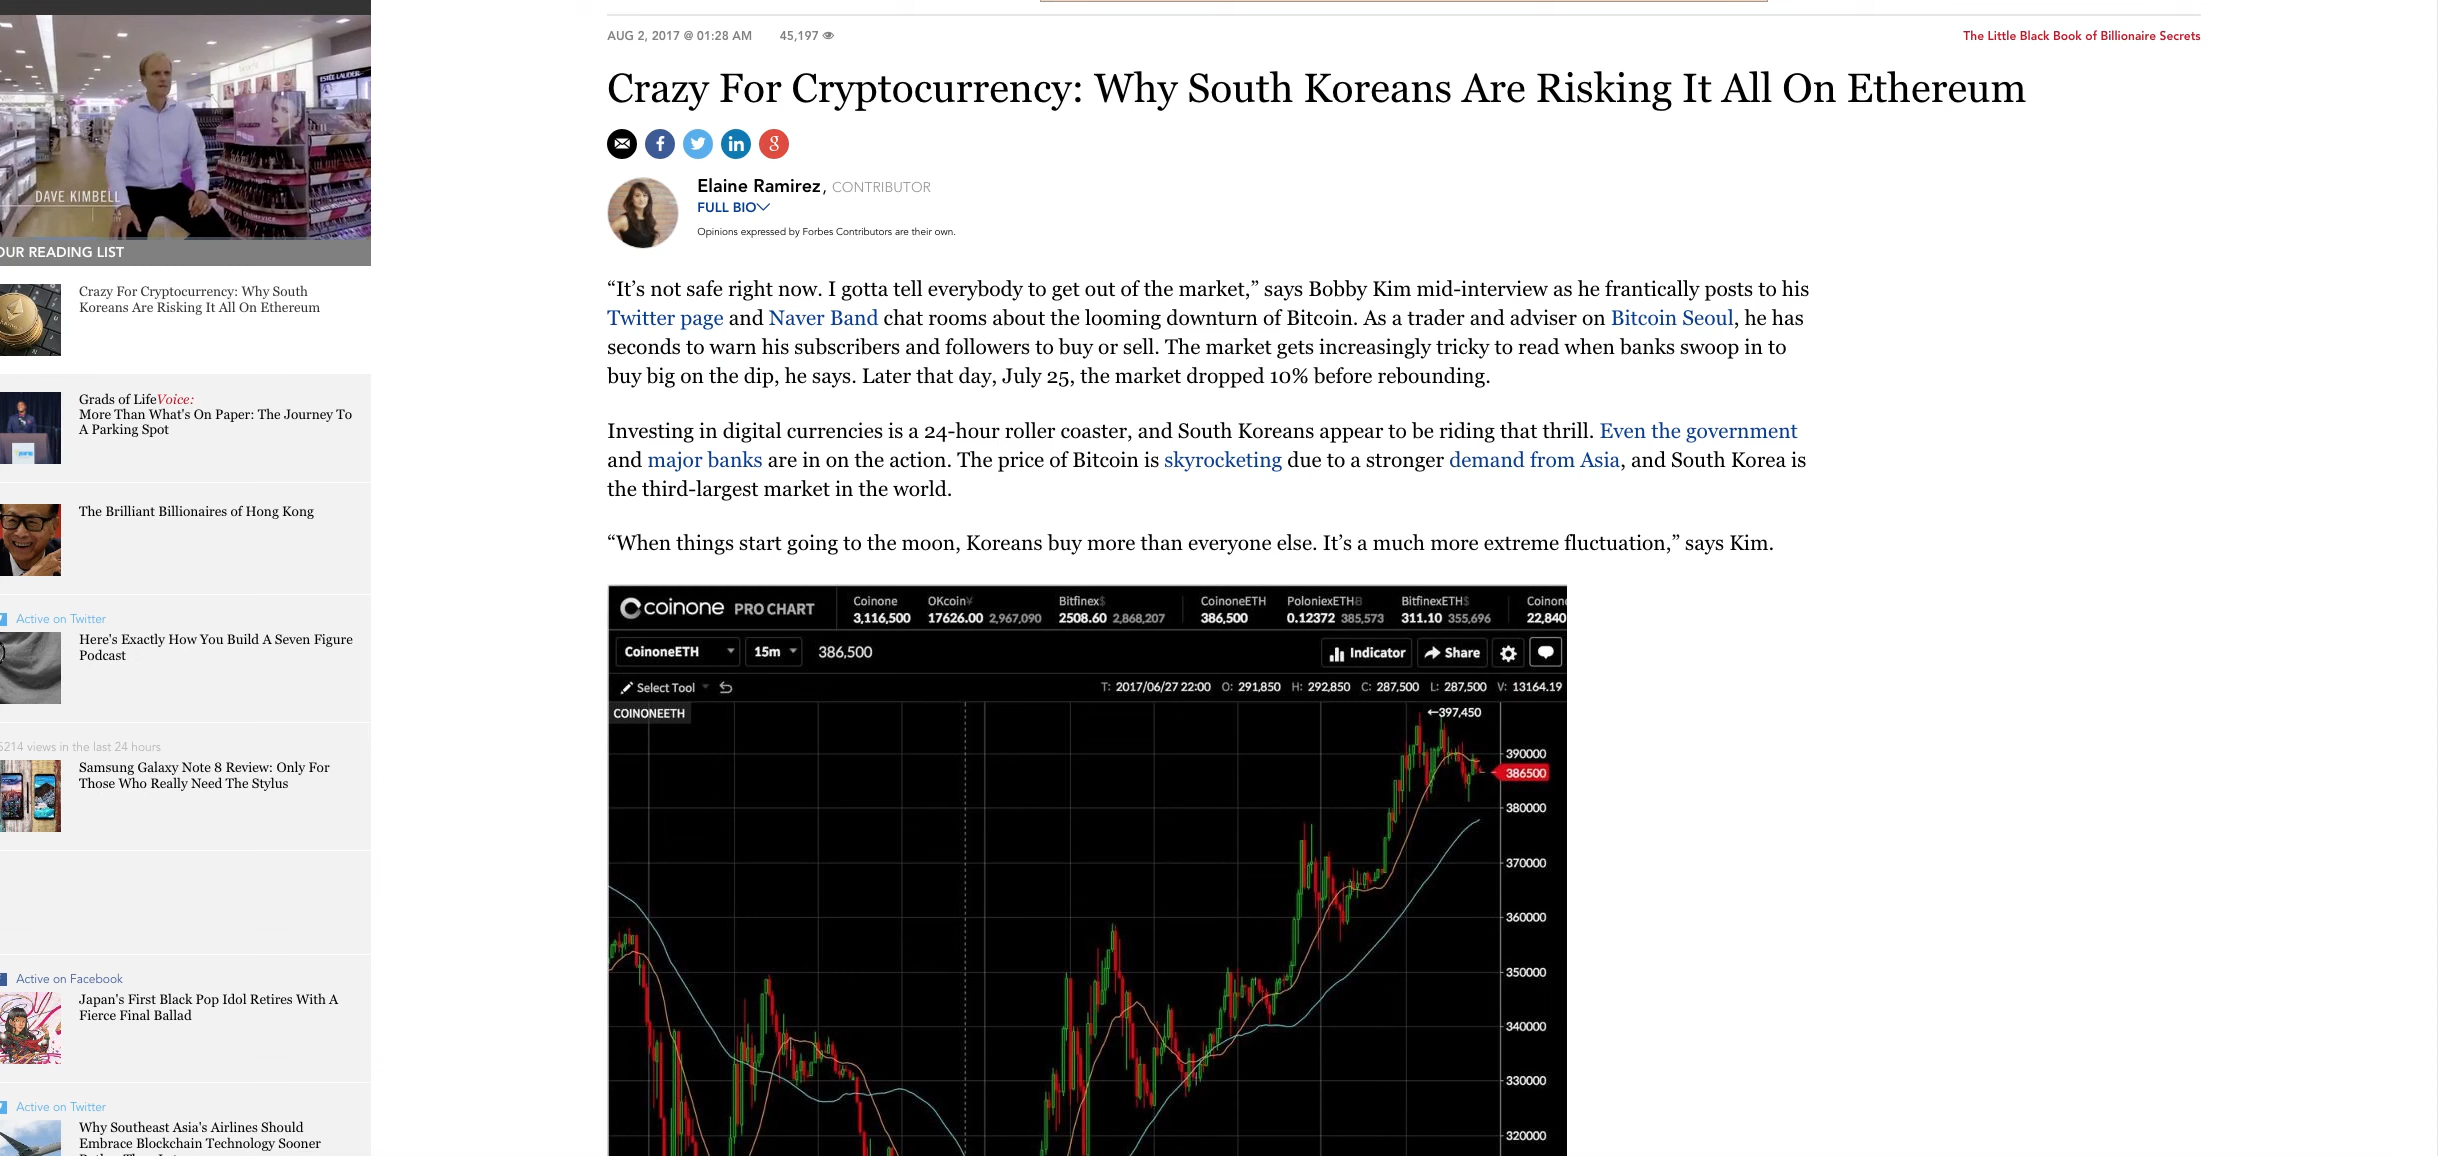 AUG 2, 2017 @ 01:28 AM 45,197
The Little Black Book of Billionaire Secrets
Crazy For Cryptocurrency: Why South Koreans Are Risking It All On Ethereum
Elaine Ramirez, CONTRIBUTOR
FULL BIO
Opinions expressed by Forbes Contributors are their own.
“It’s not safe right now. I gotta tell everybody to get out of the market,” says Bobby Kim mid-interview as he frantically posts to his
Twitter page and Naver Band chat rooms about the looming downturn of Bitcoin. As a trader and adviser on Bitcoin Seoul, he has
seconds to warn his subscribers and followers to buy or sell. The market gets increasingly tricky to read when banks swoop in to
buy big on the dip, he says. Later that day, July 25, the market dropped 10% before rebounding.
Investing in digital currencies is a 24-hour roller coaster, and South Koreans appear to be riding that thrill. Even the government
and major banks are in on the action. The price of Bitcoin is skyrocketing due to a stronger demand from Asia, and South Korea is
the third-largest market in the world.
“When things start going to the moon, Koreans buy more than everyone else. It’s a much more extreme fluctuation,” says Kim.
coinone PRO CHART
Coinone OKcoin¥ Bitfinex$ CoinoneETH PoloniexETHB BitfinexETH$
3,116,500 17626.00 2,967,090 2508.60 2,868,207 386,500 0.12372 385,573 311.10 355,696 22,840
CoinoneETH 15m 386,500 Indicator Share
Select Tool T: 2017/06/27 22:00 O: 291,850 H: 292,850 C: 287,500 L: 287,500 V: 13164.19
COINONEETH
←397,450
390000
386500
380000
370000
360000
350000
340000
330000
320000
ESTĒE LAUDER
DAVE KIMBELL
OUR READING LIST
Crazy For Cryptocurrency: Why South
Koreans Are Risking It All On Ethereum
Grads of LifeVoice:
More Than What's On Paper: The Journey To
A Parking Spot
The Brilliant Billionaires of Hong Kong
Active on Twitter
Here's Exactly How You Build A Seven Figure
Podcast
5214 views in the last 24 hours
Samsung Galaxy Note 8 Review: Only For
Those Who Really Need The Stylus
Active on Facebook
Japan's First Black Pop Idol Retires With A
Fierce Final Ballad
Active on Twitter
Why Southeast Asia's Airlines Should
Embrace Blockchain Technology Sooner